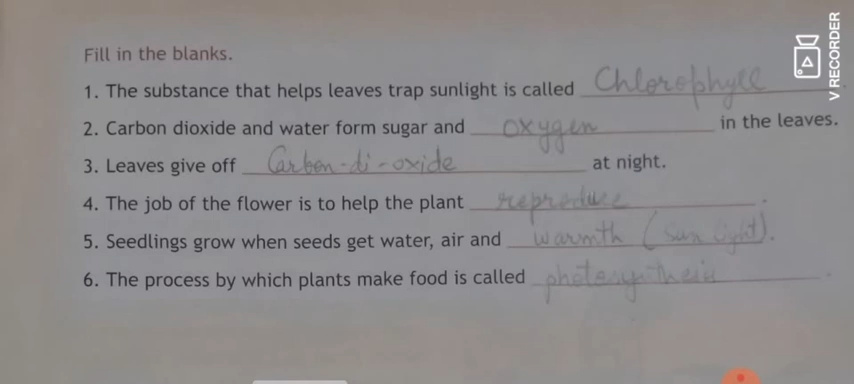 Fill in the blanks.
1. The substance that helps leaves trap sunlight is called Chlorophyll.
2. Carbon dioxide and water form sugar and oxygen in the leaves.
3. Leaves give off Carbon-di-oxide at night.
4. The job of the flower is to help the plant reproduce.
5. Seedlings grow when seeds get water, air and warmth (Sun light).
6. The process by which plants make food is called photosynthesis.
V RECORDER